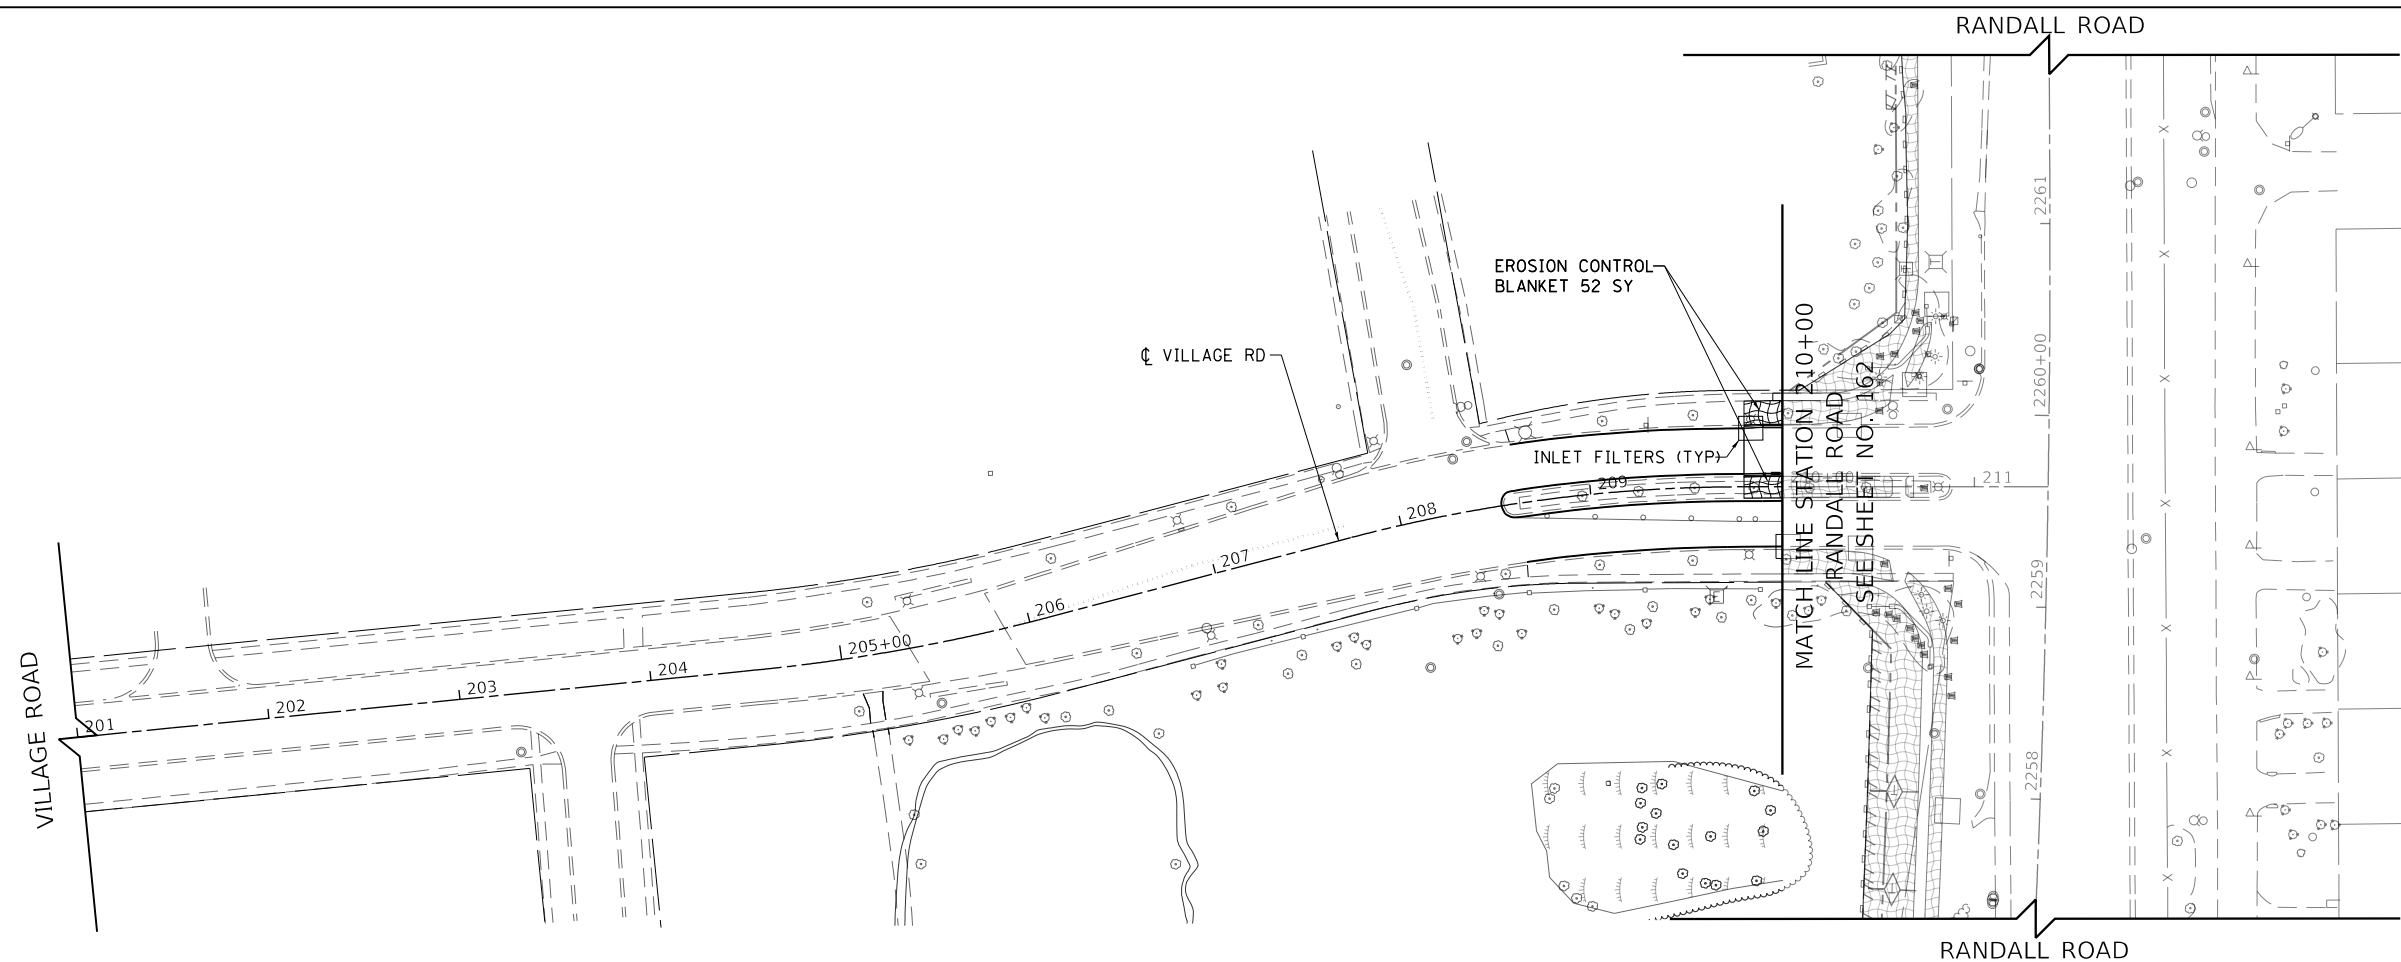 RANDALL ROAD
2261
EROSION CONTROL
BLANKET 52 SY
℄ VILLAGE RD
2260+00
INLET FILTERS (TYP)
MATCH LINE STATION 210+00
RANDALL ROAD
SEE SHEET NO. 162
209
211
208
207
206
205+00
204
203
202
201
2259
2258
VILLAGE ROAD
RANDALL ROAD